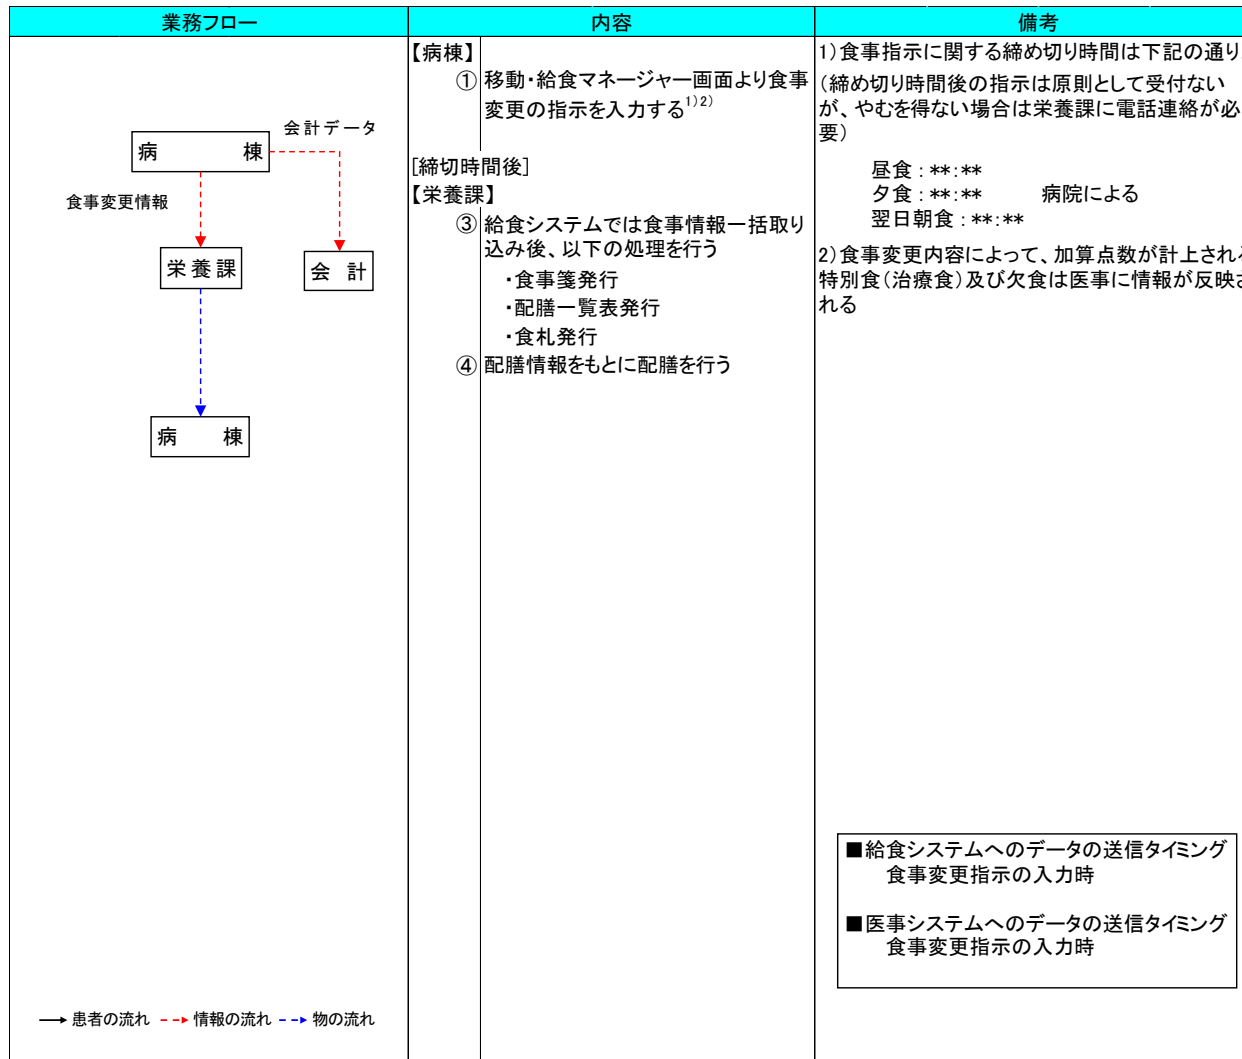 業務フロー
内容
備考
会計データ
病　　　棟
食事変更情報
栄養課
会 計
病　　棟
患者の流れ
情報の流れ
物の流れ
【病棟】
① 移動・給食マネージャー画面より食事
変更の指示を入力する1)2)
[締切時間後]
【栄養課】
③ 給食システムでは食事情報一括取り
込み後、以下の処理を行う
・食事箋発行
・配膳一覧表発行
・食札発行
④ 配膳情報をもとに配膳を行う
1)食事指示に関する締め切り時間は下記の通り
(締め切り時間後の指示は原則として受付ない
が、やむを得ない場合は栄養課に電話連絡が必
要)
昼食：**:**
夕食：**:**　　病院による
翌日朝食：**:**
2)食事変更内容によって、加算点数が計上され
特別食(治療食)及び欠食は医事に情報が反映さ
れる
■給食システムへのデータの送信タイミング
食事変更指示の入力時
■医事システムへのデータの送信タイミング
食事変更指示の入力時